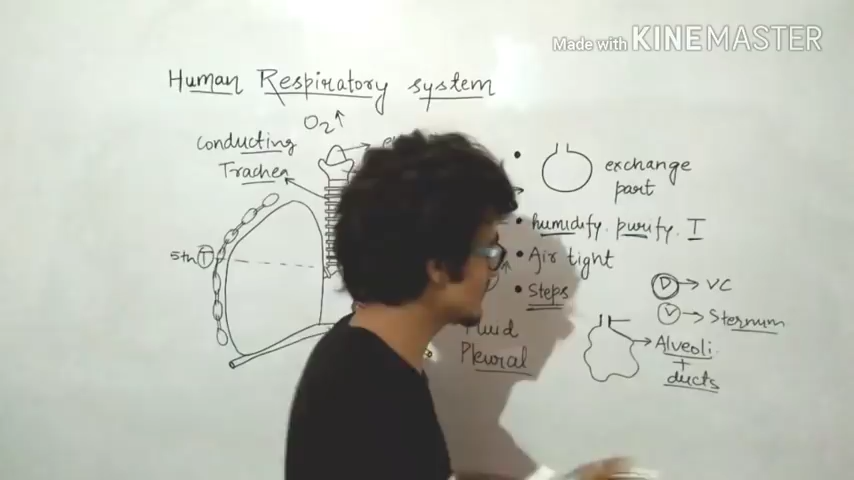 Made with KINEMASTER
Human Respiratory system
O2
conducting
Trachea
5th T
exchange
part
humidify. purify. T
Air tight
Steps
Fluid
Pleural
D → VC
V → Sternum
Alveoli
+
ducts